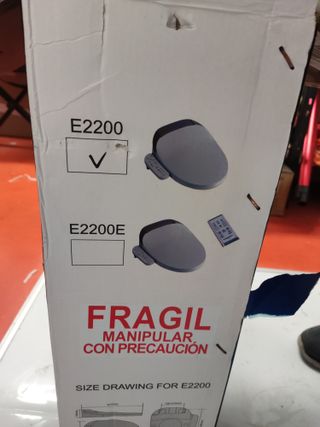 E2200
E2200E
FRAGIL
MANIPULAR
CON PRECAUCIÓN
SIZE DRAWING FOR E2200